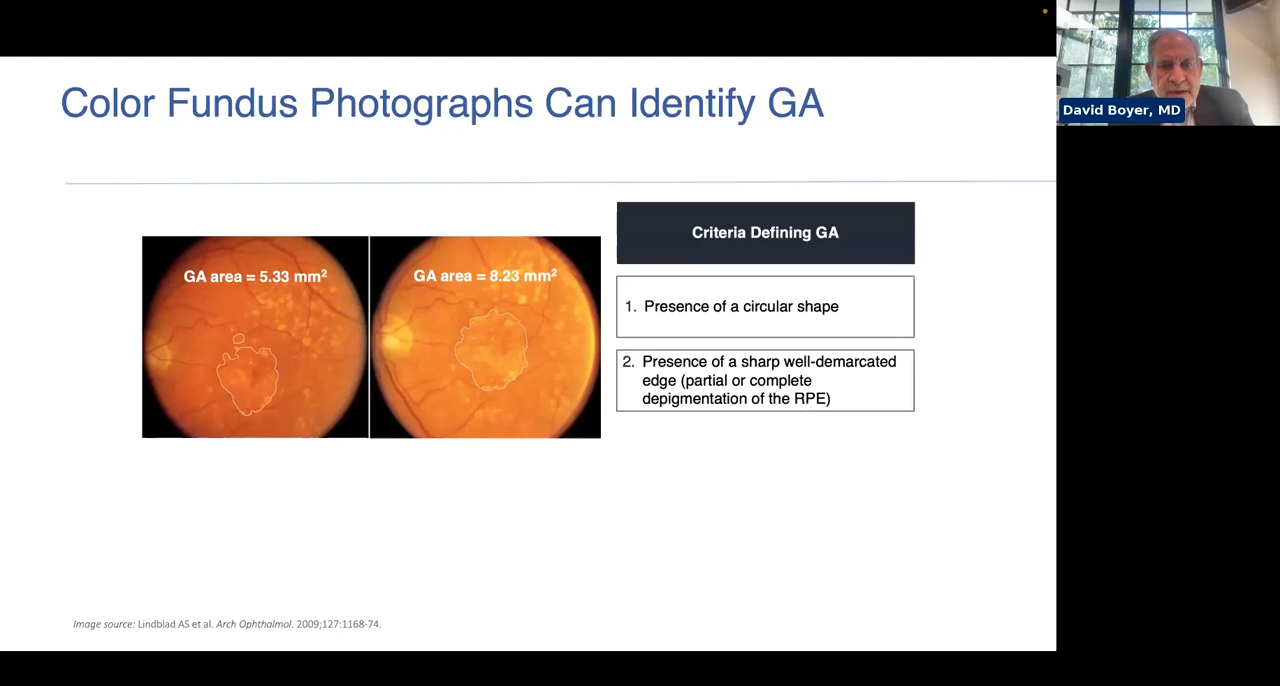 Color Fundus Photographs Can Identify GA
David Boyer, MD
GA area = 5.33 mm²
GA area = 8.23 mm²
Criteria Defining GA
1. Presence of a circular shape
2. Presence of a sharp well-demarcated
edge (partial or complete
depigmentation of the RPE)
Image source: Lindblad AS et al. Arch Ophthalmol. 2009;127:1168-74.